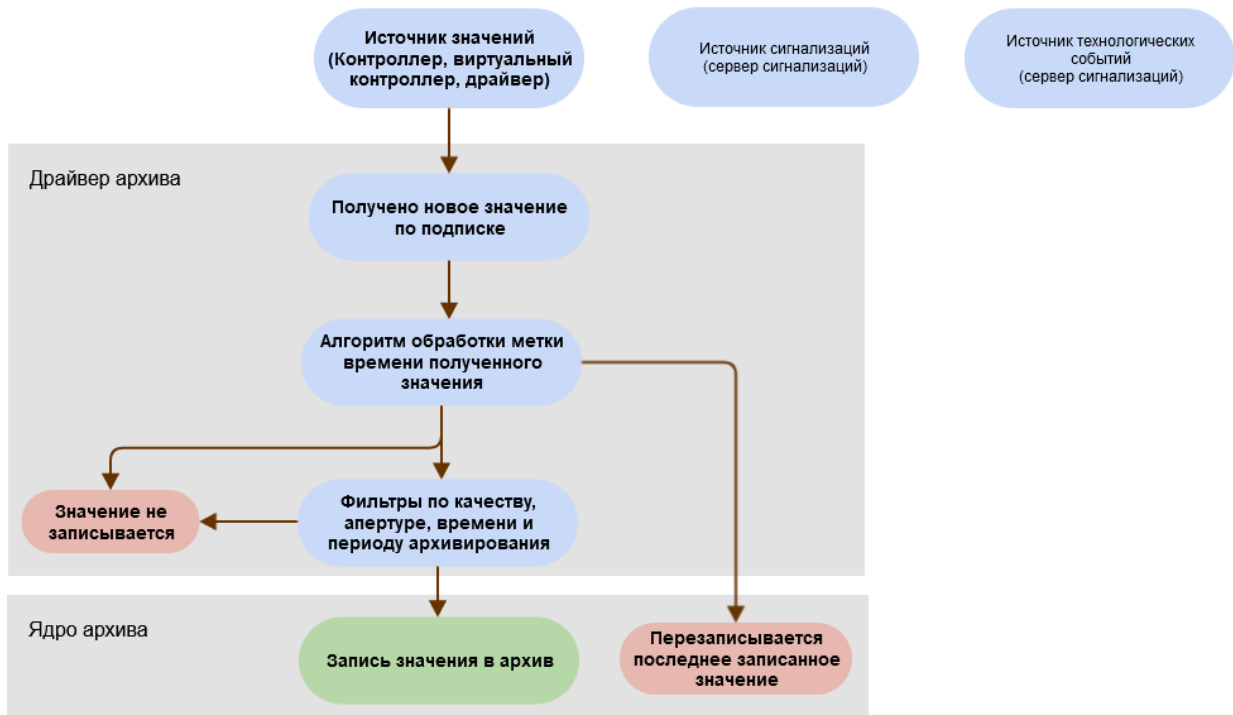 Источник значений
(Контроллер, виртуальный
контроллер, драйвер)
Источник сигнализаций
(сервер сигнализаций)
Источник технологических
событий
(сервер сигнализаций)
Драйвер архива
Получено новое значение
по подписке
Алгоритм обработки метки
времени полученного
значения
Значение не
записывается
Фильтры по качеству,
апертуре, времени и
периоду архивирования
Ядро архива
Запись значения в архив
Перезаписывается
последнее записанное
значение